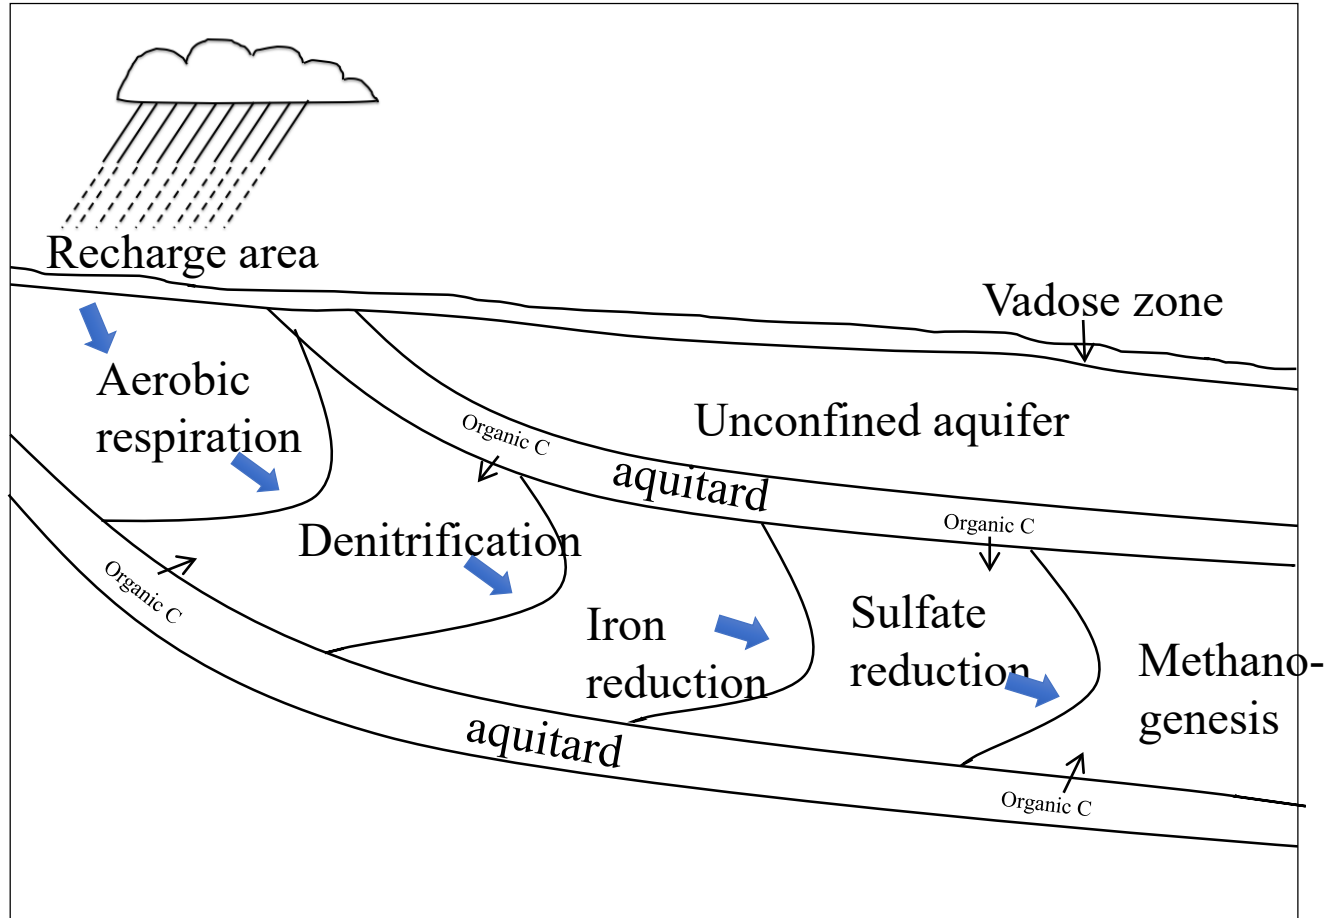 Recharge area
Vadose zone
Aerobic
respiration
Organic C
Unconfined aquifer
aquitard
Organic C
Denitrification
Organic C
Iron
reduction
Sulfate
reduction
Methano-
genesis
aquitard
Organic C